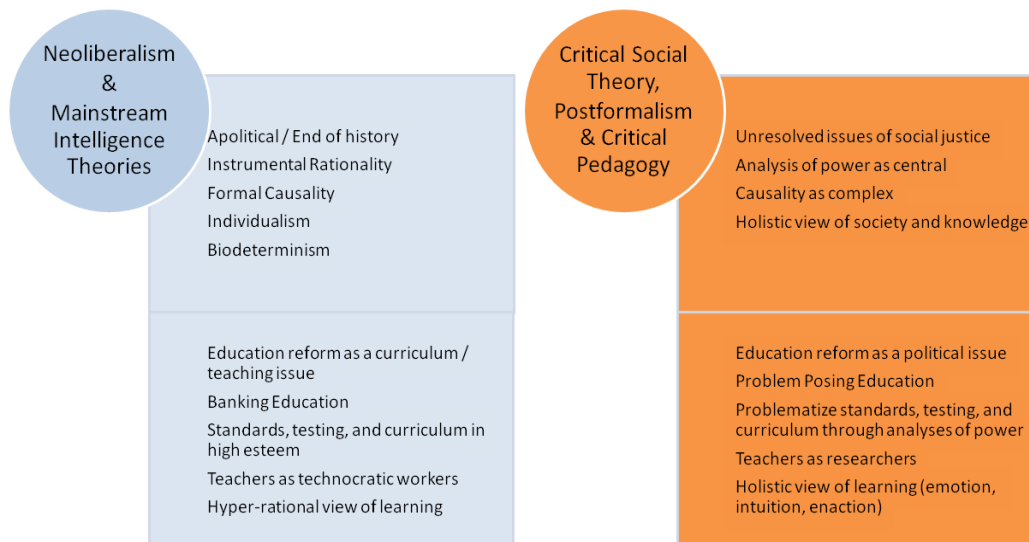 Neoliberalism
&
Mainstream
Intelligence
Theories
Apolitical / End of history
Instrumental Rationality
Formal Causality
Individualism
Biodeterminism
Education reform as a curriculum /
teaching issue
Banking Education
Standards, testing, and curriculum in
high esteem
Teachers as technocratic workers
Hyper-rational view of learning
Critical Social
Theory,
Postformalism
& Critical
Pedagogy
Unresolved issues of social justice
Analysis of power as central
Causality as complex
Holistic view of society and knowledge
Education reform as a political issue
Problem Posing Education
Problematize standards, testing, and
curriculum through analyses of power
Teachers as researchers
Holistic view of learning (emotion,
intuition, enaction)